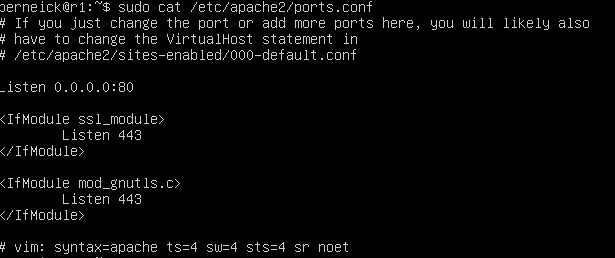 berneick@r1:~$ sudo cat /etc/apache2/ports.conf
# If you just change the port or add more ports here, you will likely also
# have to change the VirtualHost statement in
# /etc/apache2/sites-enabled/000-default.conf
Listen 0.0.0.0:80
<IfModule ssl_module>
        Listen 443
</IfModule>
<IfModule mod_gnutls.c>
        Listen 443
</IfModule>
# vim: syntax=apache ts=4 sw=4 sts=4 sr noet